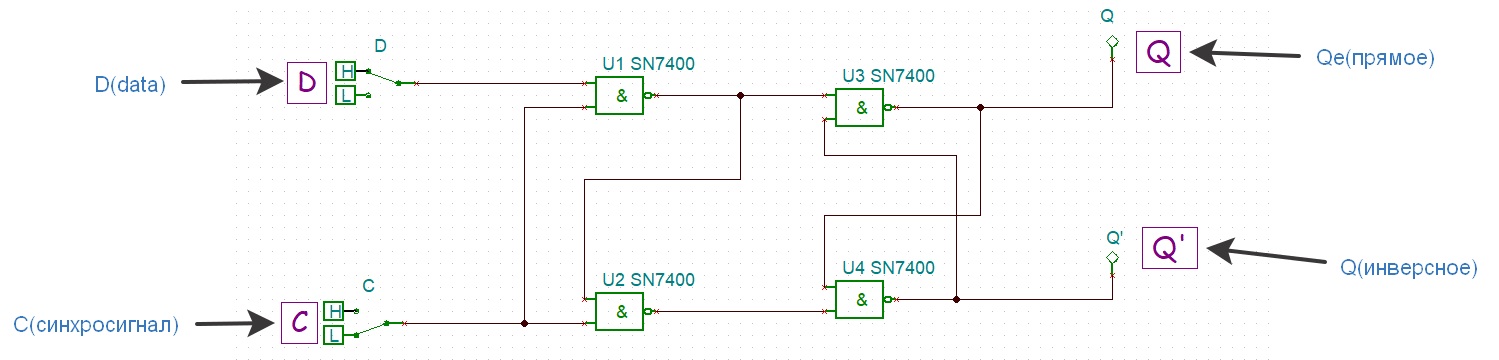 D(data)
D
H
L
D
U1 SN7400
&
U3 SN7400
&
Q
Q
Qe(прямое)
C(синхросигнал)
C
H
L
C
U2 SN7400
&
U4 SN7400
&
Q'
Q'
Q(инверсное)